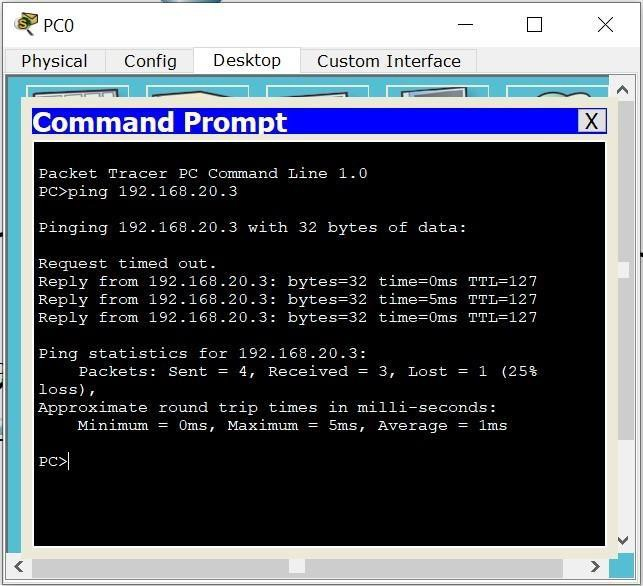 PC0
Physical Config Desktop Custom Interface
Command Prompt X
Packet Tracer PC Command Line 1.0
PC>ping 192.168.20.3
Pinging 192.168.20.3 with 32 bytes of data:
Request timed out.
Reply from 192.168.20.3: bytes=32 time=0ms TTL=127
Reply from 192.168.20.3: bytes=32 time=5ms TTL=127
Reply from 192.168.20.3: bytes=32 time=0ms TTL=127
Ping statistics for 192.168.20.3:
Packets: Sent = 4, Received = 3, Lost = 1 (25%
loss),
Approximate round trip times in milli-seconds:
Minimum = 0ms, Maximum = 5ms, Average = 1ms
PC>